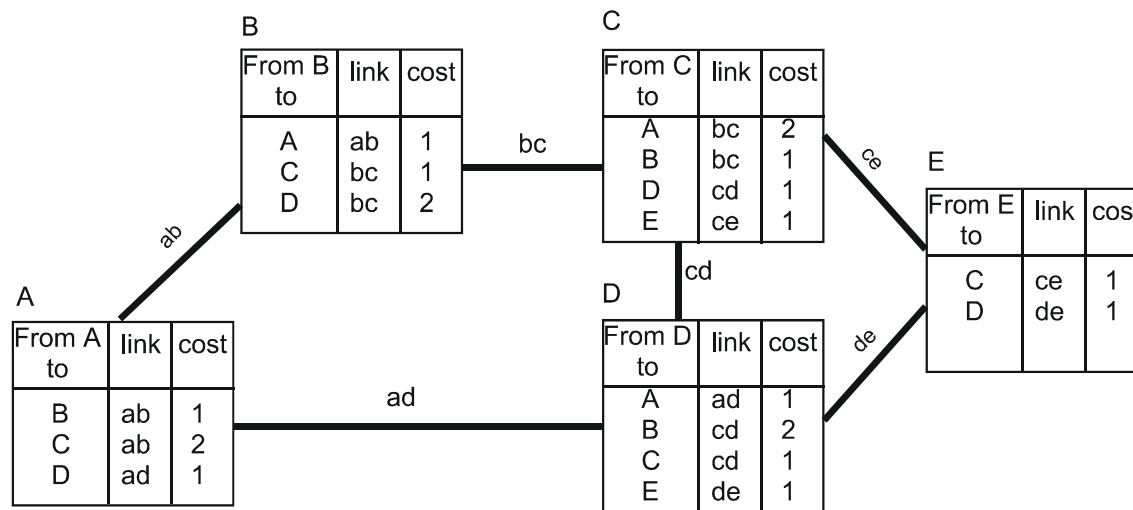 B
From B to link cost
A ab 1
C bc 1
D bc 2
bc
C
From C to link cost
A bc 2
B bc 1
D cd 1
E ce 1
ce
E
From E to link cost
C ce 1
D de 1
ab
cd
A
From A to link cost
B ab 1
C ab 2
D ad 1
ad
D
From D to link cost
A ad 1
B cd 2
C cd 1
E de 1
de